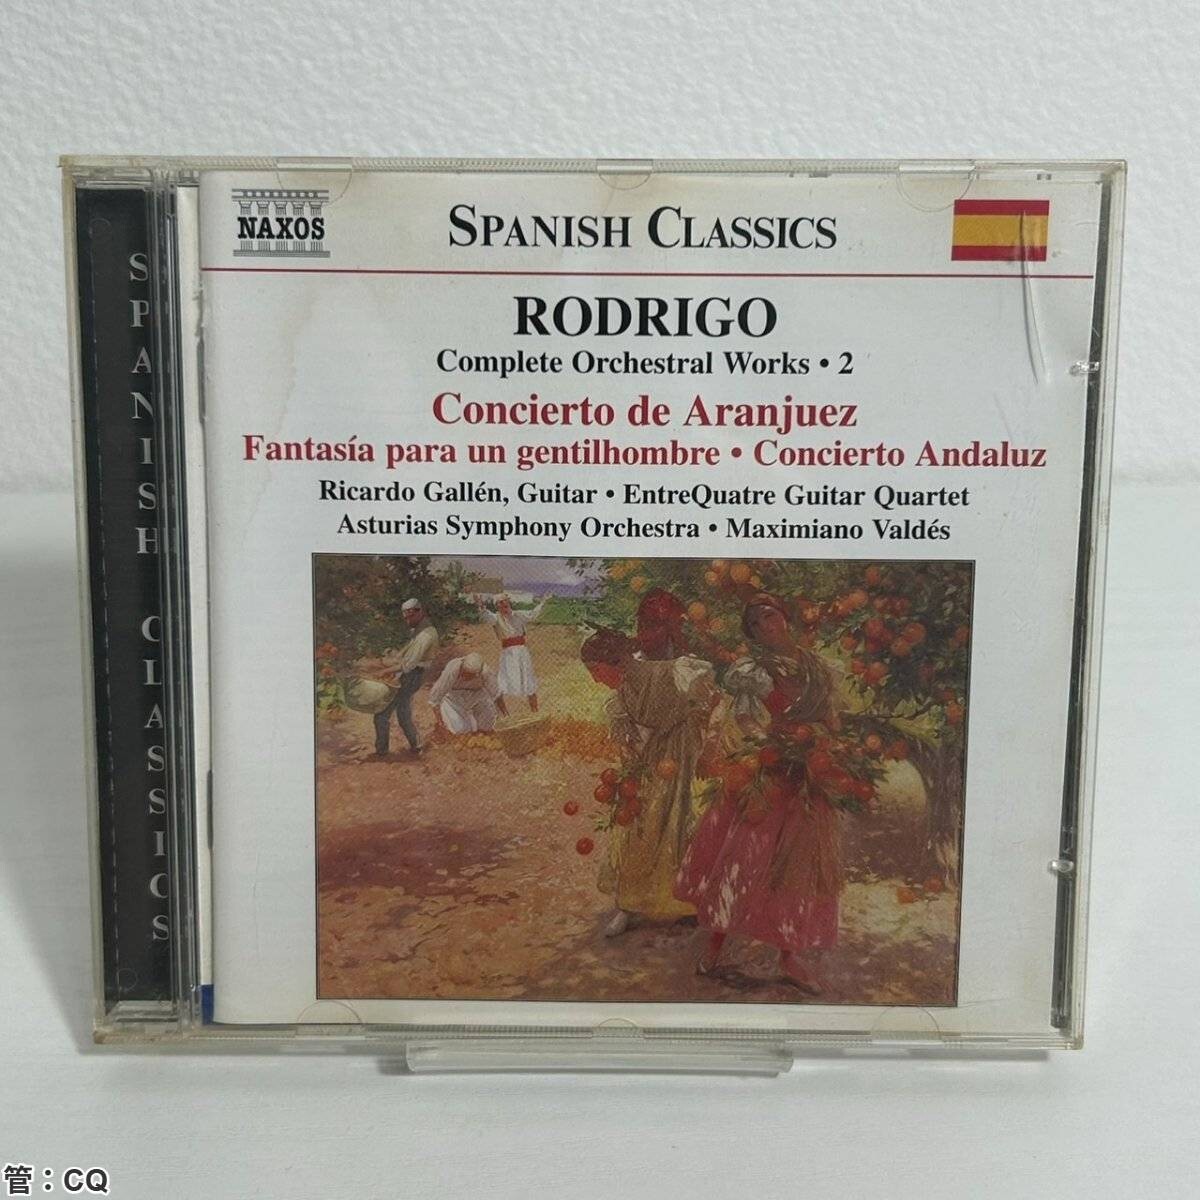 NAXOS
SPANISH CLASSICS
RODRIGO
Complete Orchestral Works • 2
Concierto de Aranjuez
Fantasía para un gentilhombre • Concierto Andaluz
Ricardo Gallén, Guitar • EntreQuatre Guitar Quartet
Asturias Symphony Orchestra • Maximiano Valdés
SPANISH CLASSICS
管：CQ